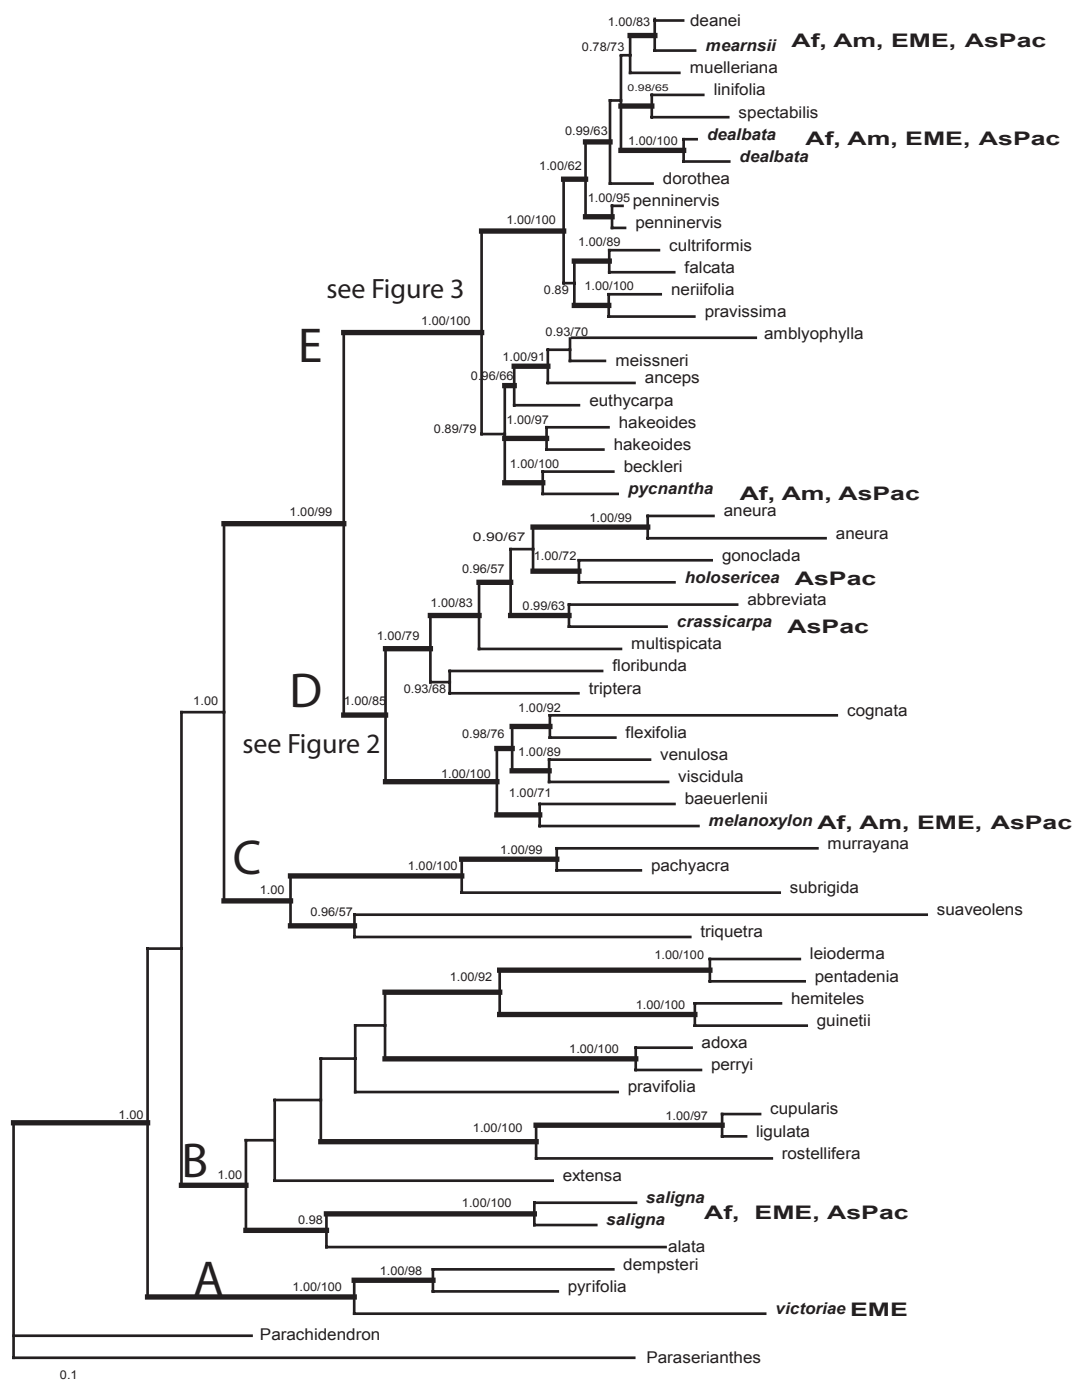 1.00/83 deanei
mearnsii Af, Am, EME, AsPac
0.78/73
muelleriana
0.98/65 linifolia
spectabilis
0.99/63 dealbata Af, Am, EME, AsPac
1.00/100
dealbata
1.00/62 dorothea
1.00/95 penninervis
1.00/100 penninervis
1.00/89 cultriformis
falcata
see Figure 3 0.89 1.00/100 neriifolia
pravissima
1.00/100
E 0.93/70 amblyophylla
1.00/91 meissneri
0.96/66 anceps
euthycarpa
0.89/79 1.00/97 hakeoides
hakeoides
1.00/100 beckleri
pycnantha Af, Am, AsPac
1.00/99 1.00/99 aneura
0.90/67 aneura
1.00/72 gonoclada
0.96/57 holosericea AsPac
1.00/83 0.99/63 abbreviata
crassicarpa AsPac
1.00/79 multispicata
floribunda
D 0.93/68 triptera
1.00 1.00/85
1.00/92 cognata
0.98/76 flexifolia
see Figure 2 1.00/89 venulosa
1.00/100 viscidula
1.00/71 baeuerlenii
melanoxylon Af, Am, EME, AsPac
C 1.00/99 murrayana
1.00/100 pachyacra
1.00 subrigida
0.96/57 suaveolens
triquetra
1.00/100 leioderma
1.00/92 pentadenia
1.00/100 hemiteles
guinetii
1.00/100 adoxa
perryi
pravifolia
1.00 1.00/97 cupularis
1.00/100 ligulata
rostellifera
B 1.00 extensa
1.00/100 saligna
saligna Af, EME, AsPac
0.98
alata
A 1.00/98 dempsteri
1.00/100 pyrifolia
victoriae EME
Parachidendron
Paraserianthes
0.1